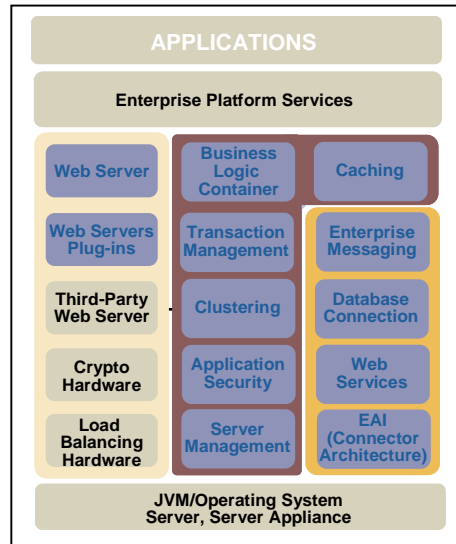 APPLICATIONS
Enterprise Platform Services
Web Server
Business
Logic
Container
Caching
Web Servers
Plug-ins
Transaction
Management
Enterprise
Messaging
Third-Party
Web Server
Clustering
Database
Connection
Crypto
Hardware
Application
Security
Web
Services
Load
Balancing
Hardware
Server
Management
EAI
(Connector
Architecture)
JVM/Operating System
Server, Server Appliance